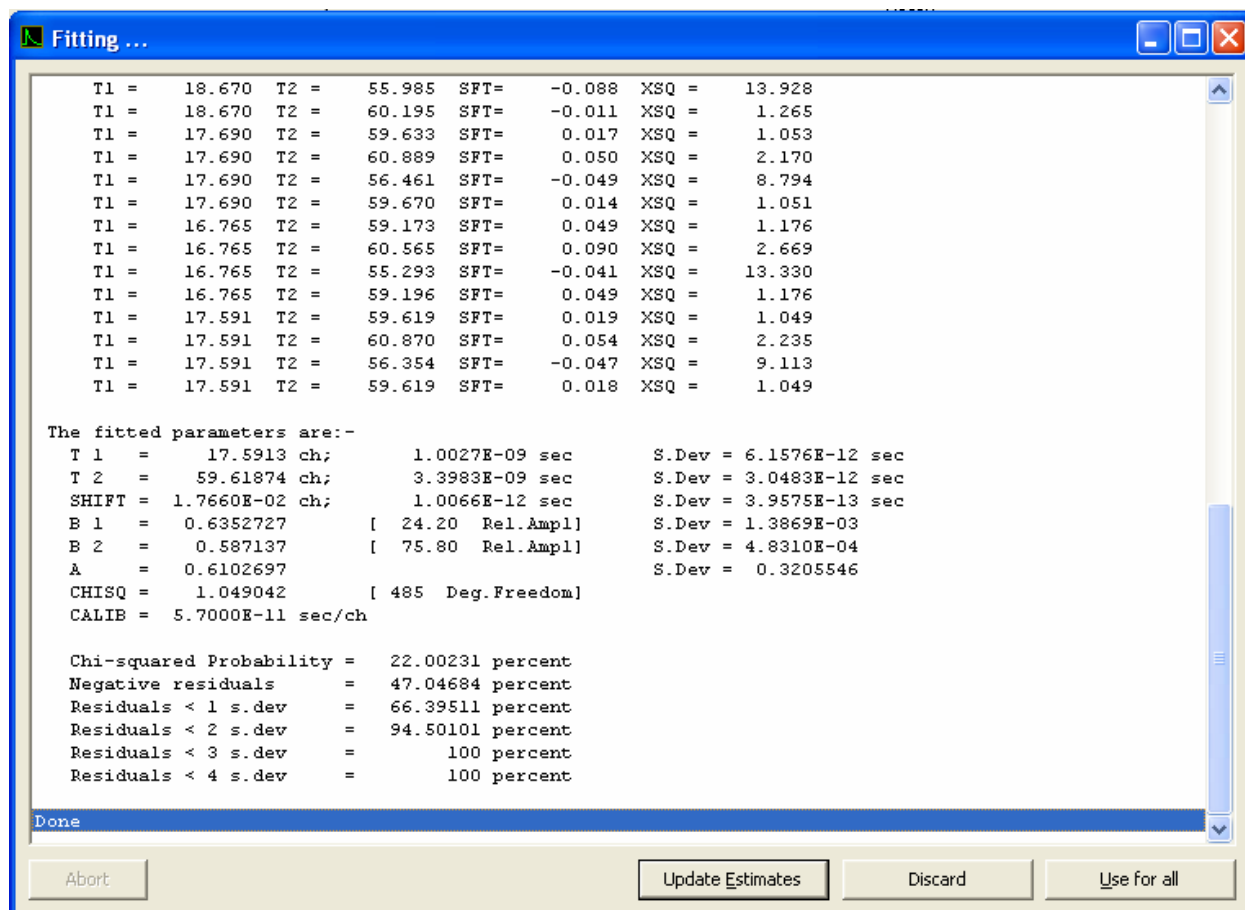 Fitting ...
T1 = 18.670 T2 = 55.985 SFT= -0.088 XSQ = 13.928
T1 = 18.670 T2 = 60.195 SFT= -0.011 XSQ = 1.265
T1 = 17.690 T2 = 59.633 SFT= 0.017 XSQ = 1.053
T1 = 17.690 T2 = 60.889 SFT= 0.050 XSQ = 2.170
T1 = 17.690 T2 = 56.461 SFT= -0.049 XSQ = 8.794
T1 = 17.690 T2 = 59.670 SFT= 0.014 XSQ = 1.051
T1 = 16.765 T2 = 59.173 SFT= 0.049 XSQ = 1.176
T1 = 16.765 T2 = 60.565 SFT= 0.090 XSQ = 2.669
T1 = 16.765 T2 = 55.293 SFT= -0.041 XSQ = 13.330
T1 = 16.765 T2 = 59.196 SFT= 0.049 XSQ = 1.176
T1 = 17.591 T2 = 59.619 SFT= 0.019 XSQ = 1.049
T1 = 17.591 T2 = 60.870 SFT= 0.054 XSQ = 2.235
T1 = 17.591 T2 = 56.354 SFT= -0.047 XSQ = 9.113
T1 = 17.591 T2 = 59.619 SFT= 0.018 XSQ = 1.049
The fitted parameters are:-
T 1 = 17.5913 ch; 1.0027E-09 sec S.Dev = 6.1576E-12 sec
T 2 = 59.61874 ch; 3.3983E-09 sec S.Dev = 3.0483E-12 sec
SHIFT = 1.7660E-02 ch; 1.0066E-12 sec S.Dev = 3.9575E-13 sec
B 1 = 0.6352727 [ 24.20 Rel.Ampl] S.Dev = 1.3869E-03
B 2 = 0.587137 [ 75.80 Rel.Ampl] S.Dev = 4.8310E-04
A = 0.6102697 S.Dev = 0.3205546
CHISQ = 1.049042 [ 485 Deg.Freedom]
CALIB = 5.7000E-11 sec/ch
Chi-squared Probability = 22.00231 percent
Negative residuals = 47.04684 percent
Residuals < 1 s.dev = 66.39511 percent
Residuals < 2 s.dev = 94.50101 percent
Residuals < 3 s.dev = 100 percent
Residuals < 4 s.dev = 100 percent
Done
Abort Update Estimates Discard Use for all